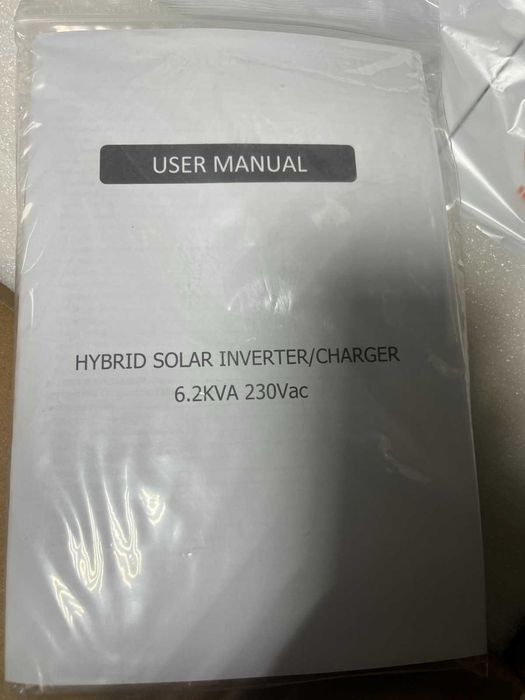 USER MANUAL
HYBRID SOLAR INVERTER/CHARGER
6.2KVA 230Vac